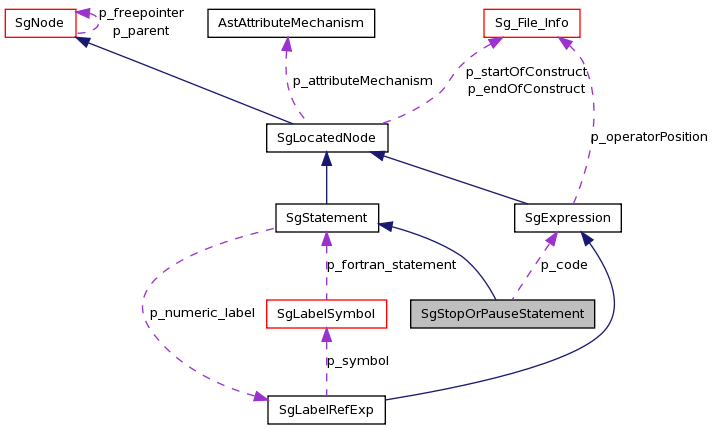 p_freepointer
SgNode
AstAttributeMechanism
Sg_File_Info
p_parent
p_startOfConstruct
p_attributeMechanism
p_endOfConstruct
SgLocatedNode
p_operatorPosition
SgStatement
SgExpression
p_fortran_statement
p_code
p_numeric_label
SgLabelSymbol
SgStopOrPauseStatement
p_symbol
SgLabelRefExp